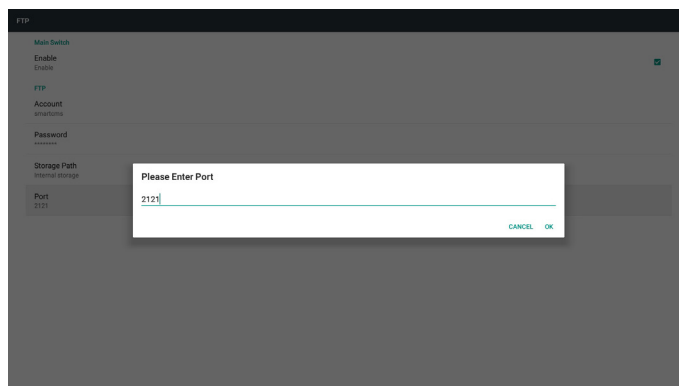 FTP
Main Switch
Enable
Enable
FTP
Account
smartcms
Password
********
Storage Path
Internal storage
Port
2121
Please Enter Port
2121
CANCEL OK